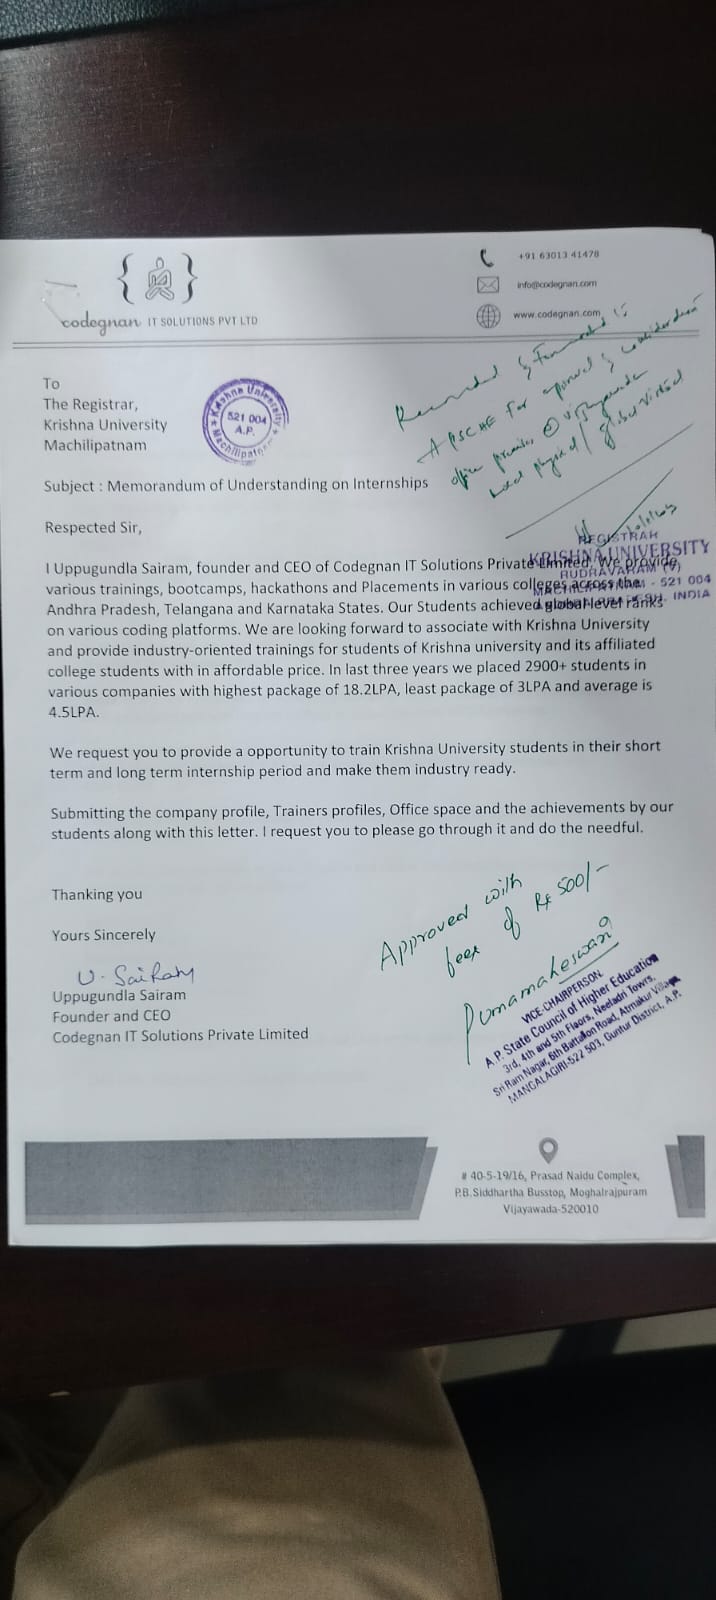 codegnan IT SOLUTIONS PVT LTD
+91 63013 41478
info@codegnan.com
www.codegnan.com
To
The Registrar,
Krishna University
Machilipatnam
Krishna University
521 004
A.P.
Machilipatnam
Forwarded to
APSCHE for approval & consideration
office premises @ Vijayawada
physical /
Subject : Memorandum of Understanding on Internships
Respected Sir,
REGISTRAR
KRISHNA UNIVERSITY
RUDRAVARAM (V)
- 521 004
INDIA
I Uppugundla Sairam, founder and CEO of Codegnan IT Solutions Private Limited. We provide
various trainings, bootcamps, hackathons and Placements in various colleges across the
Andhra Pradesh, Telangana and Karnataka States. Our Students achieved global level ranks
on various coding platforms. We are looking forward to associate with Krishna University
and provide industry-oriented trainings for students of Krishna university and its affiliated
college students with in affordable price. In last three years we placed 2900+ students in
various companies with highest package of 18.2LPA, least package of 3LPA and average is
4.5LPA.
We request you to provide a opportunity to train Krishna University students in their short
term and long term internship period and make them industry ready.
Submitting the company profile, Trainers profiles, Office space and the achievements by our
students along with this letter. I request you to please go through it and do the needful.
Thanking you
Yours Sincerely
U. SaiRam
Uppugundla Sairam
Founder and CEO
Codegnan IT Solutions Private Limited
Approved with
fees of Rs 500/-
VICE-CHAIRPERSON
A.P. State Council of Higher Education
3rd, 4th and 5th Floors, Neeladri Towrs,
Sri Ram Nagar, 6th Battalion Road, Atmakur Village
MANGALAGIRI-522 503, Guntur District, A.P.
# 40-5-19/16, Prasad Naidu Complex,
P.B.Siddhartha Busstop, Moghalrajpuram
Vijayawada-520010